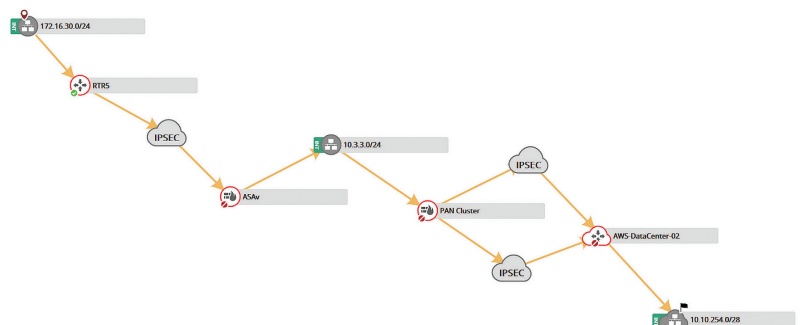 172.16.30.0/24
RTR5
IPSEC
10.3.3.0/24
ASAv
IPSEC
PAN Cluster
AWS-DataCenter-02
IPSEC
10.10.254.0/28